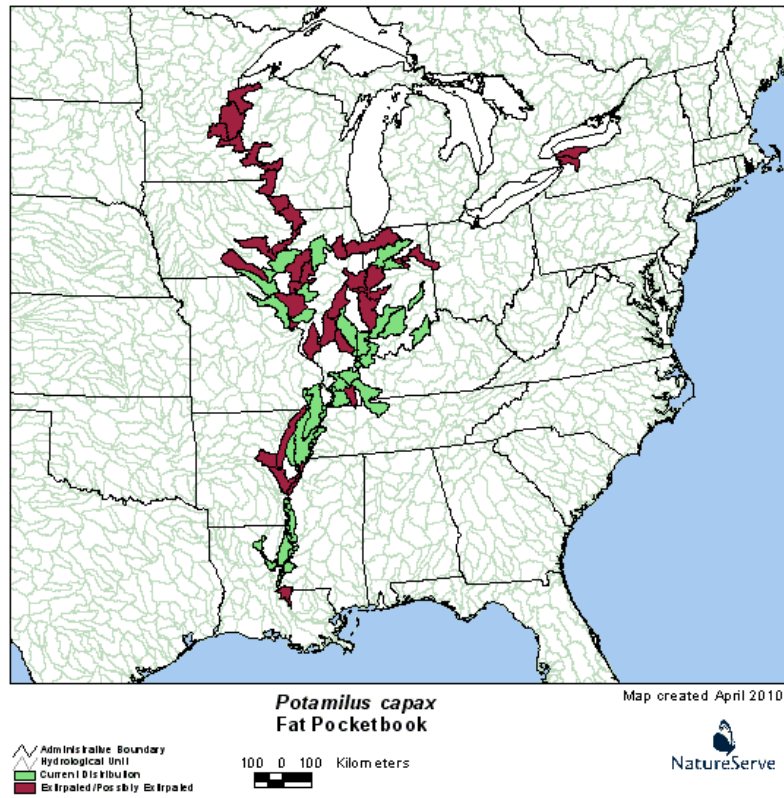 Potamilus capax
Fat Pocketbook
Map created April 2010
Administrative Boundary
Hydrological Unit
Current Distribution
Extirpated/Possibly Extirpated
100 0 100 Kilometers
NatureServe